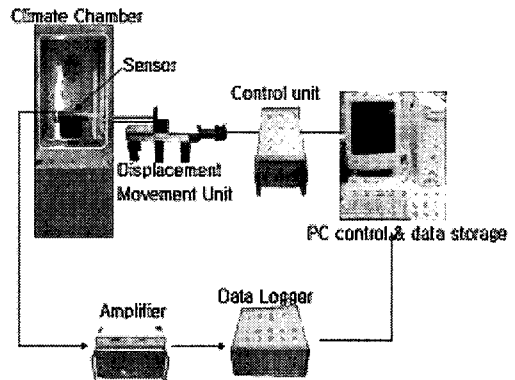 Climate Chamber
Sensor
Control unit
Displacement
Movement Unit
PC control & data storage
Amplifier
Data Logger